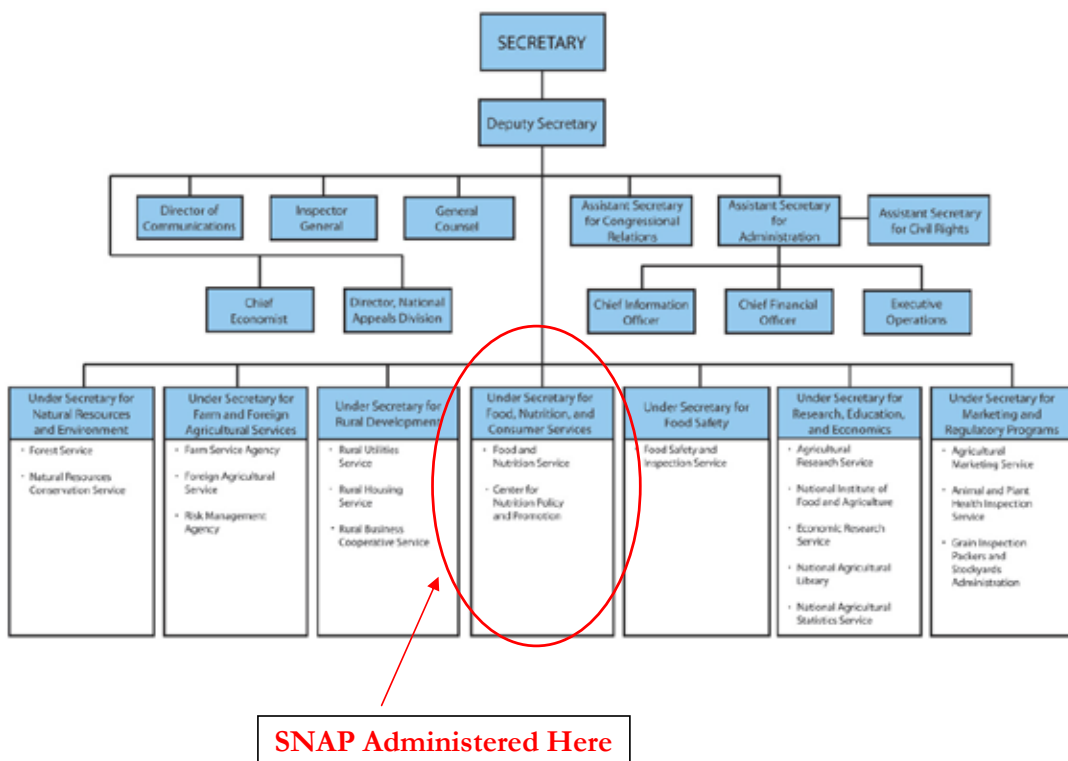 SECRETARY
Deputy Secretary
Director of
Communications
Inspector
General
General
Counsel
Assistant Secretary
for Congressional
Relations
Assistant Secretary
for
Administration
Assistant Secretary
for Civil Rights
Chief
Economist
Director, National
Appeals Division
Chief Information
Officer
Chief Financial
Officer
Executive
Operations
Under Secretary for
Natural Resources
and Environment
· Forest Service
· Natural Resources
Conservation Service
Under Secretary for
Farm and Foreign
Agricultural Services
· Farm Service Agency
· Foreign Agricultural
Service
· Risk Management
Agency
Under Secretary for
Rural Development
· Rural Utilities
Service
· Rural Housing
Service
· Rural Business
Cooperative Service
Under Secretary for
Food, Nutrition, and
Consumer Services
· Food and
Nutrition Service
· Center for
Nutrition Policy
and Promotion
Under Secretary for
Food Safety
· Food Safety and
Inspection Service
Under Secretary for
Research, Education,
and Economics
· Agricultural
Research Service
· National Institute of
Food and Agriculture
· Economic Research
Service
· National Agricultural
Library
· National Agricultural
Statistics Service
Under Secretary for
Marketing and
Regulatory Programs
· Agricultural
Marketing Service
· Animal and Plant
Health Inspection
Service
· Grain Inspection
Packers and
Stockyards
Administration
SNAP Administered Here